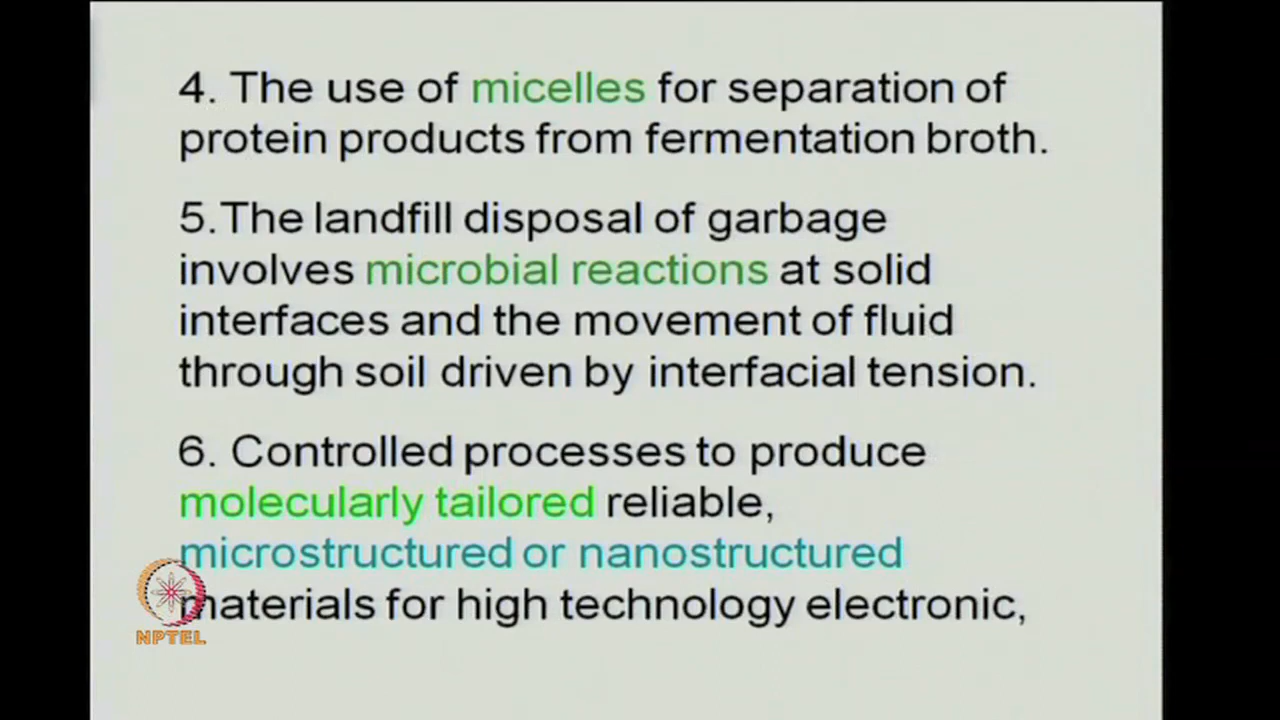 4. The use of micelles for separation of
protein products from fermentation broth.
5.The landfill disposal of garbage
involves microbial reactions at solid
interfaces and the movement of fluid
through soil driven by interfacial tension.
6. Controlled processes to produce
molecularly tailored reliable,
microstructured or nanostructured
materials for high technology electronic,
NPTEL